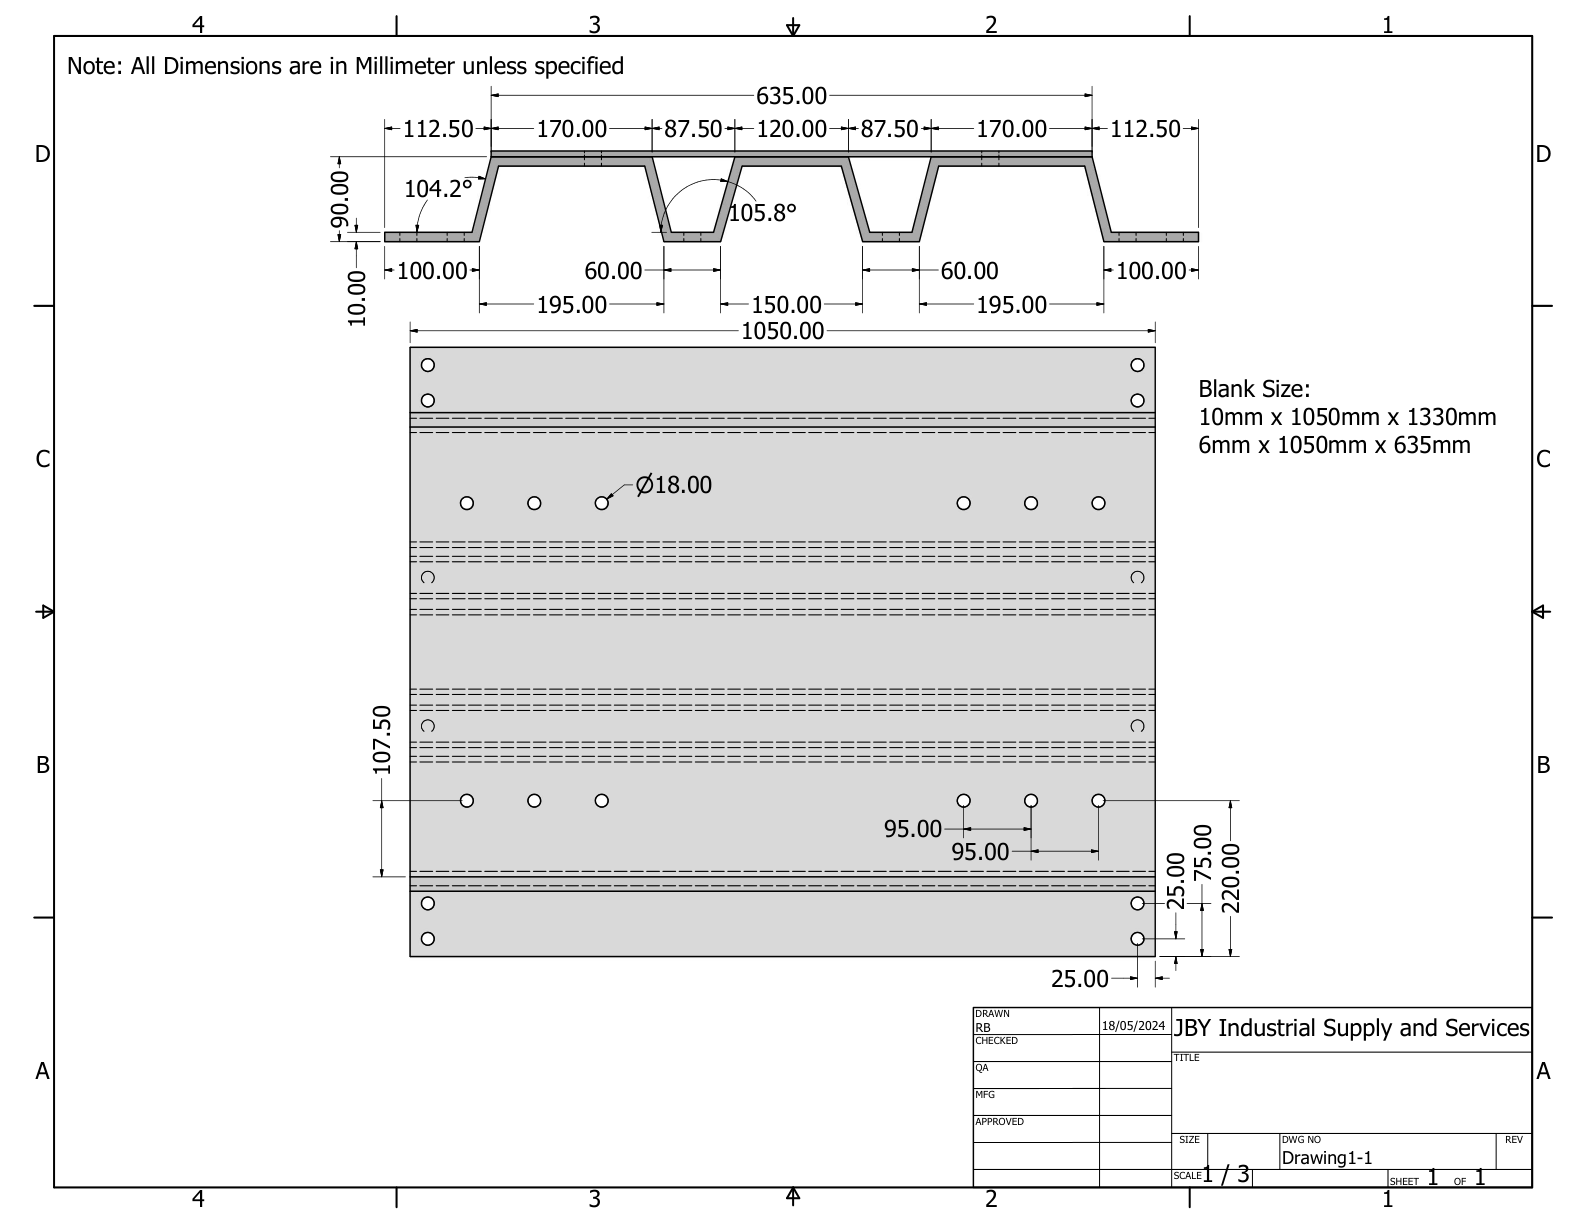 4 3 2 1
Note: All Dimensions are in Millimeter unless specified
635.00
112.50 170.00 87.50 120.00 87.50 170.00 112.50
D D
90.00
104.2°
105.8°
10.00
100.00 60.00 60.00 100.00
195.00 150.00 195.00
1050.00
Blank Size:
10mm x 1050mm x 1330mm
6mm x 1050mm x 635mm
C C
Ø18.00
107.50
B B
95.00
95.00
25.00
75.00
220.00
25.00
DRAWN
RB 18/05/2024
JBY Industrial Supply and Services
CHECKED
TITLE
QA
A A
MFG
APPROVED
SIZE DWG NO REV
Drawing1-1
SCALE 1 / 3 SHEET 1 OF 1
4 3 2 1